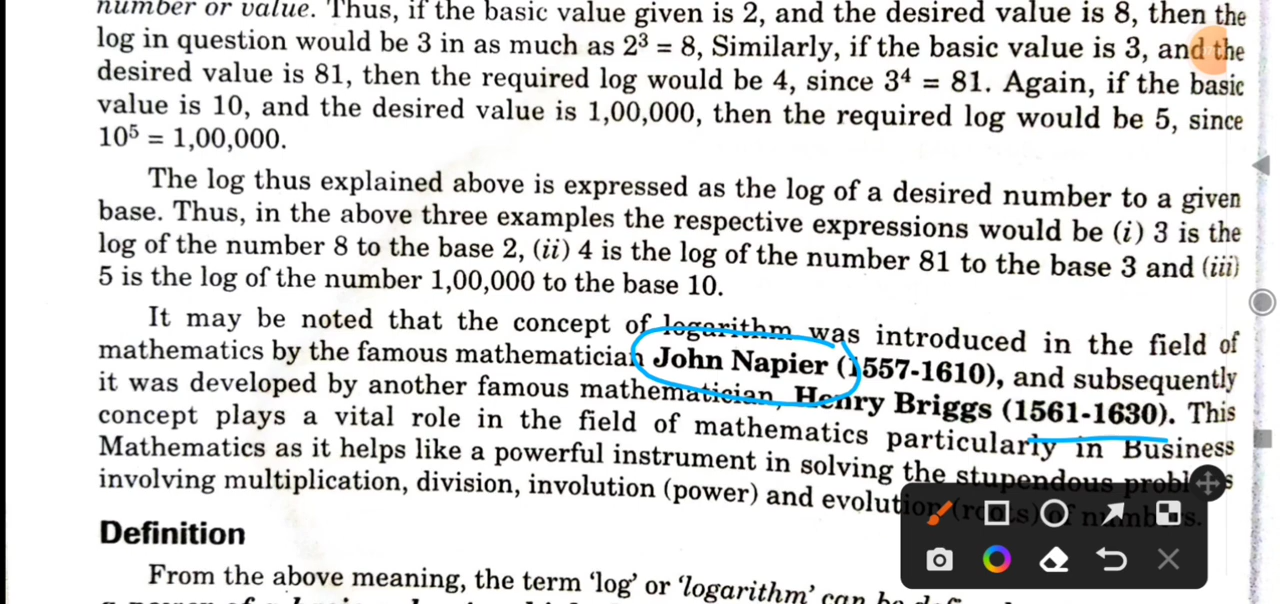 number or value. Thus, if the basic value given is 2, and the desired value is 8, then the
log in question would be 3 in as much as 2³ = 8, Similarly, if the basic value is 3, and the
desired value is 81, then the required log would be 4, since 3⁴ = 81. Again, if the basic
value is 10, and the desired value is 1,00,000, then the required log would be 5, since
10⁵ = 1,00,000.
The log thus explained above is expressed as the log of a desired number to a given
base. Thus, in the above three examples the respective expressions would be (i) 3 is the
log of the number 8 to the base 2, (ii) 4 is the log of the number 81 to the base 3 and (iii)
5 is the log of the number 1,00,000 to the base 10.
It may be noted that the concept of logarithm was introduced in the field of
mathematics by the famous mathematician John Napier (1557-1610), and subsequently
it was developed by another famous mathematician, Henry Briggs (1561-1630). This
concept plays a vital role in the field of mathematics particularly in Business
Mathematics as it helps like a powerful instrument in solving the stupendous problems
involving multiplication, division, involution (power) and evolution (roots) of numbers.
Definition
From the above meaning, the term ‘log’ or ‘logarithm’ can be